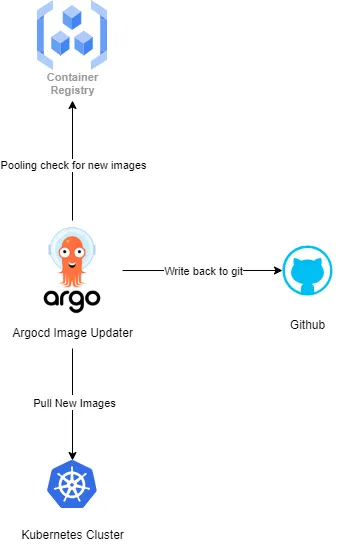 Container
Registry
Pooling check for new images
argo
Write back to git
Argocd Image Updater
Github
Pull New Images
Kubernetes Cluster